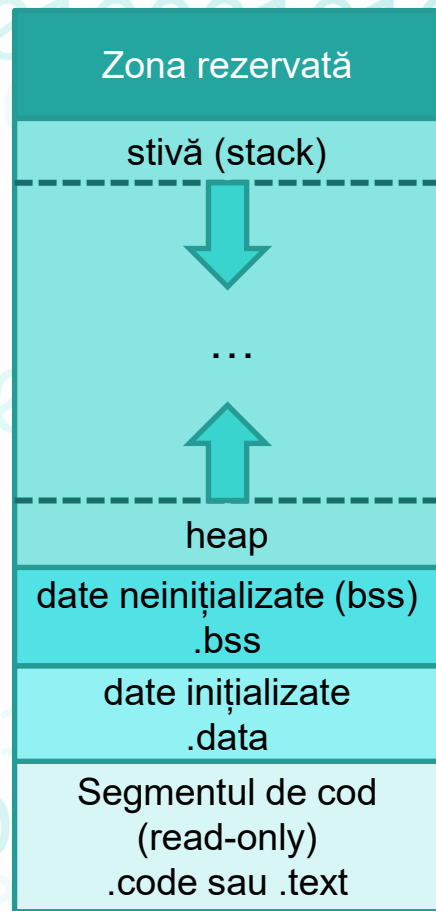 Zona rezervată
stivă (stack)
…
heap
date neinițializate (bss)
.bss
date inițializate
.data
Segmentul de cod
(read-only)
.code sau .text